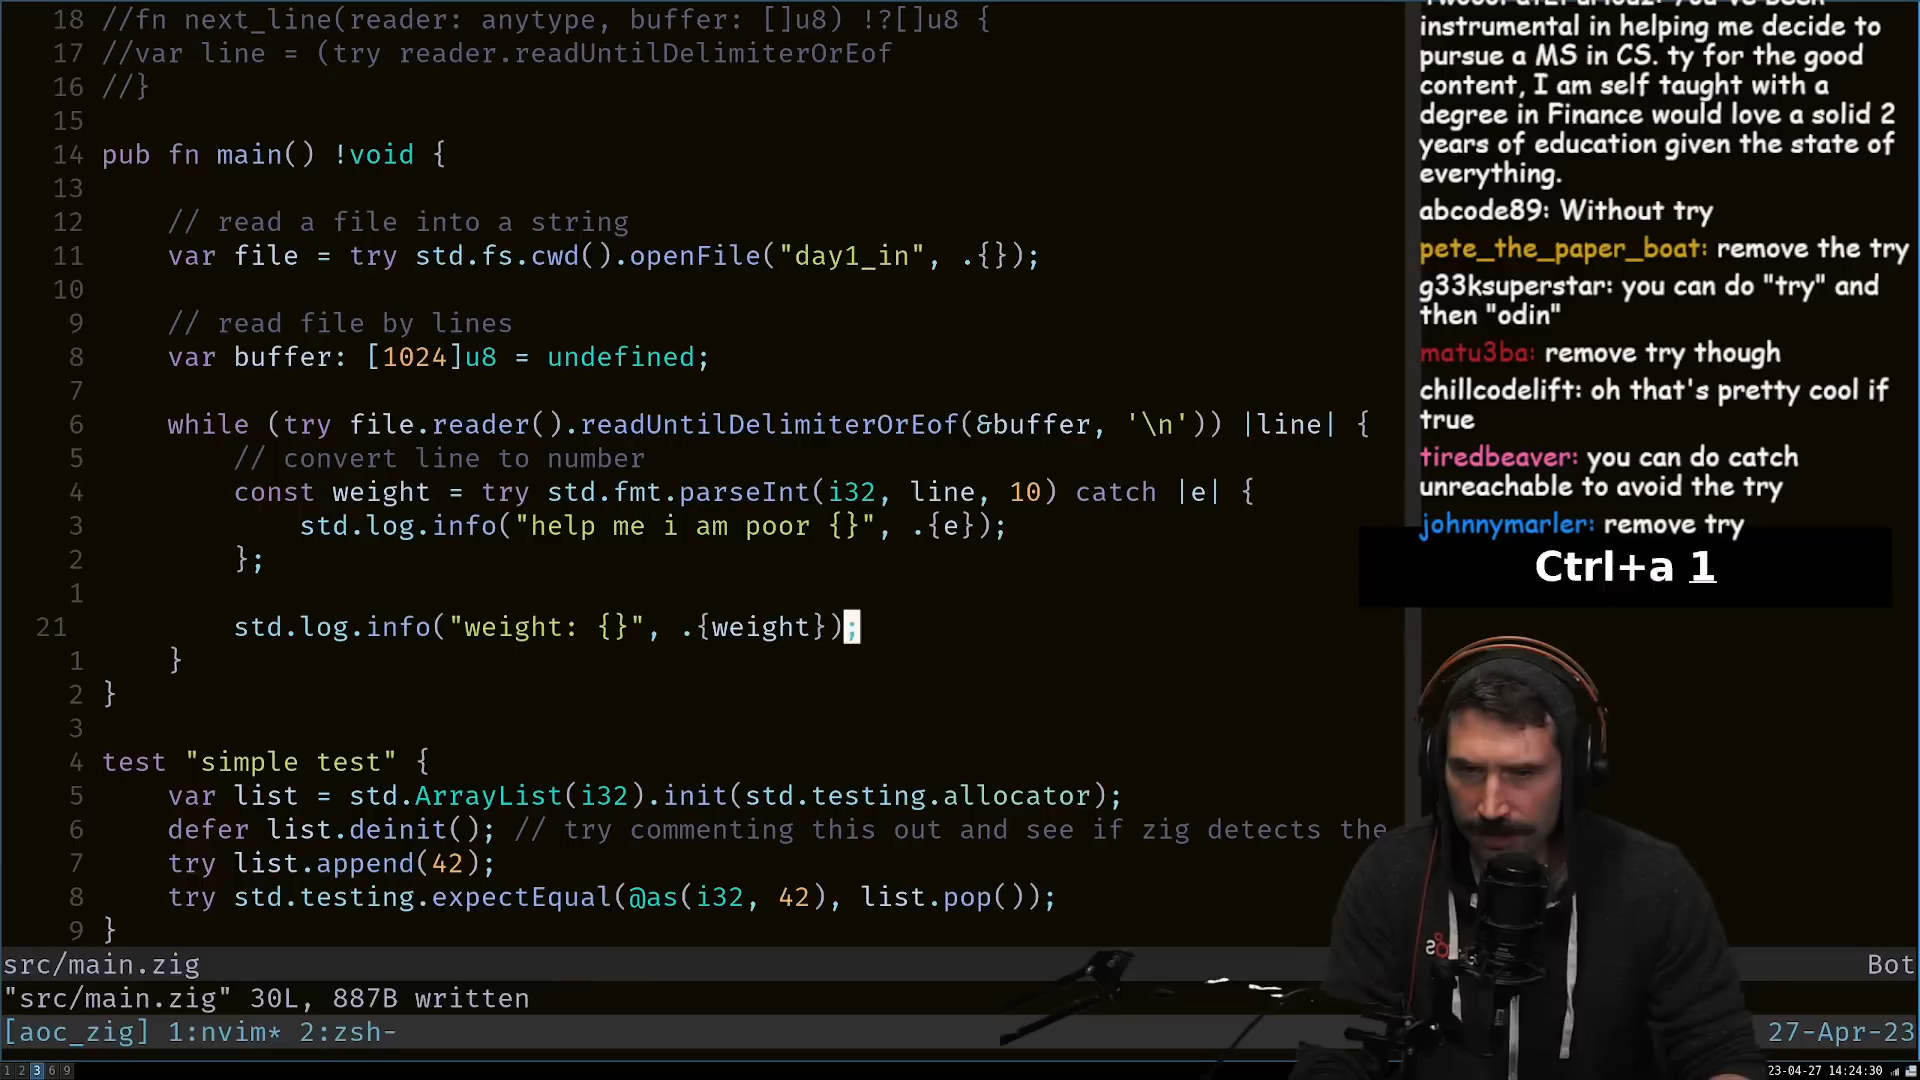 18 //fn next_line(reader: anytype, buffer: []u8) !?[]u8 {
17 //var line = (try reader.readUntilDelimiterOrEof
16 //}
15
14 pub fn main() !void {
13
12 // read a file into a string
11 var file = try std.fs.cwd().openFile("day1_in", .{});
10
9 // read file by lines
8 var buffer: [1024]u8 = undefined;
7
6 while (try file.reader().readUntilDelimiterOrEof(&buffer, '\n')) |line| {
5 // convert line to number
4 const weight = try std.fmt.parseInt(i32, line, 10) catch |e| {
3 std.log.info("help me i am poor {}", .{e});
2 };
1
21 std.log.info("weight: {}", .{weight});
1 }
2 }
3
4 test "simple test" {
5 var list = std.ArrayList(i32).init(std.testing.allocator);
6 defer list.deinit(); // try commenting this out and see if zig detects the
7 try list.append(42);
8 try std.testing.expectEqual(@as(i32, 42), list.pop());
9 }
src/main.zig Bot
"src/main.zig" 30L, 887B written
[aoc_zig] 1:nvim* 2:zsh- 27-Apr-23
1 2 3 6 9 23-04-27 14:24:30
instrumental in helping me decide to
pursue a MS in CS. ty for the good
content, I am self taught with a
degree in Finance would love a solid 2
years of education given the state of
everything.
abcode89: Without try
pete_the_paper_boat: remove the try
g33ksuperstar: you can do "try" and
then "odin"
matu3ba: remove try though
chillcodelift: oh that's pretty cool if
true
tiredbeaver: you can do catch
unreachable to avoid the try
johnnymarler: remove try
Ctrl+a 1